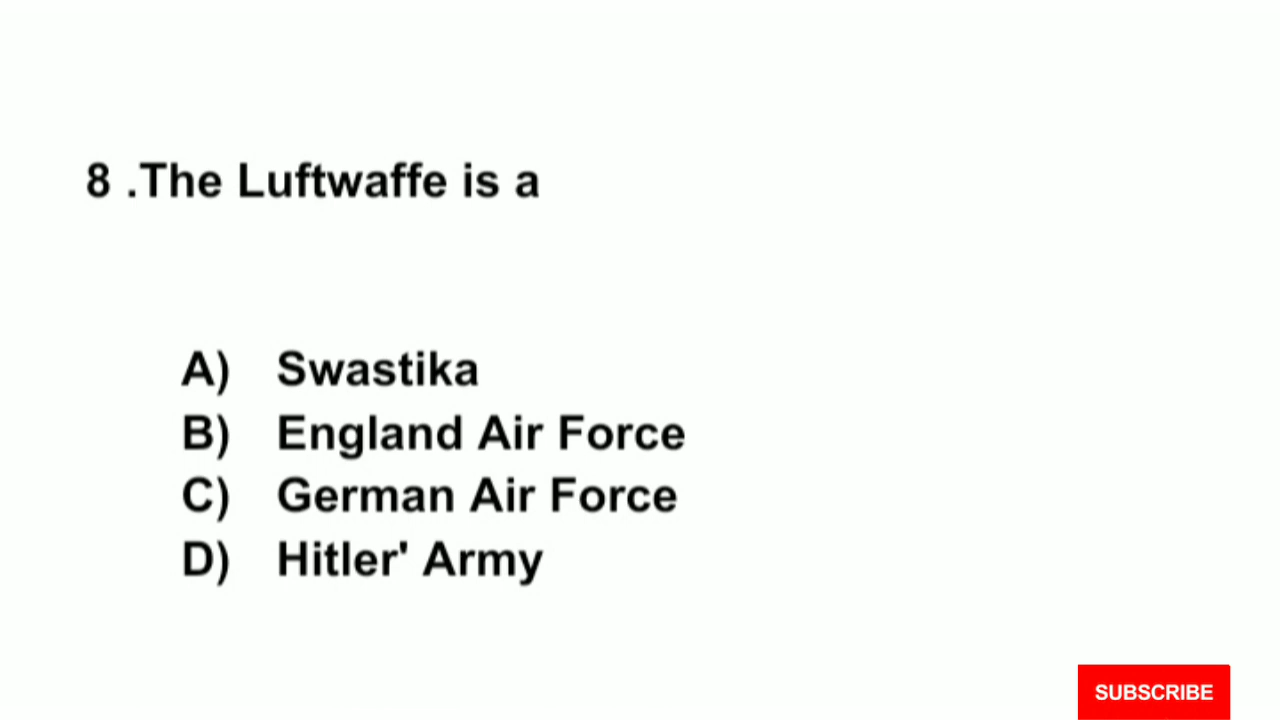 8 .The Luftwaffe is a
A) Swastika
B) England Air Force
C) German Air Force
D) Hitler' Army
SUBSCRIBE